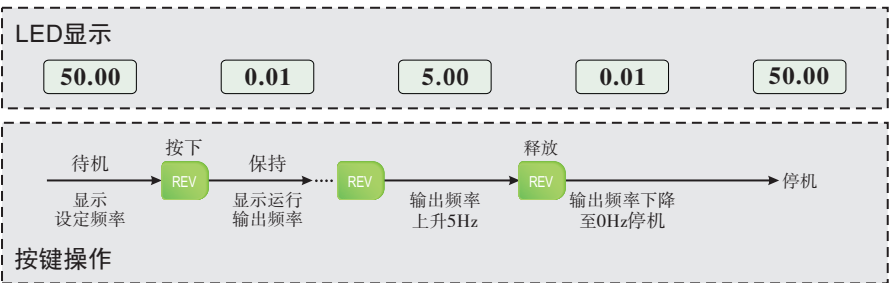 LED显示
50.00
0.01
5.00
0.01
50.00
按下
释放
待机
保持
REV
····
REV
REV
停机
显示
设定频率
显示运行
输出频率
输出频率
上升5Hz
输出频率下降
至0Hz停机
按键操作